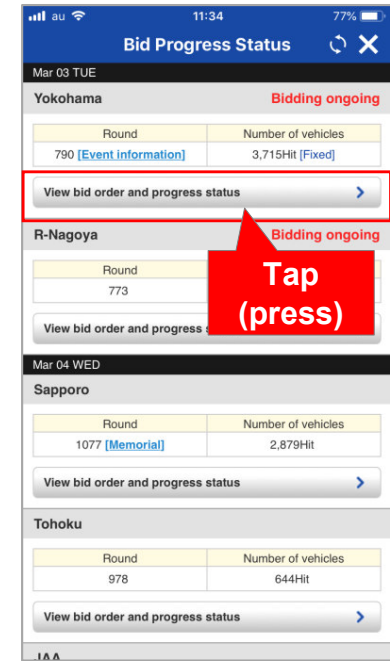 au 11:34 77%
Bid Progress Status
Mar 03 TUE
Yokohama Bidding ongoing
Round Number of vehicles
790 [Event information] 3,715Hit [Fixed]
View bid order and progress status
R-Nagoya Bidding ongoing
Round
773
Tap
(press)
View bid order and progress
Mar 04 WED
Sapporo
Round Number of vehicles
1077 [Memorial] 2,879Hit
View bid order and progress status
Tohoku
Round Number of vehicles
978 644Hit
View bid order and progress status
JAA